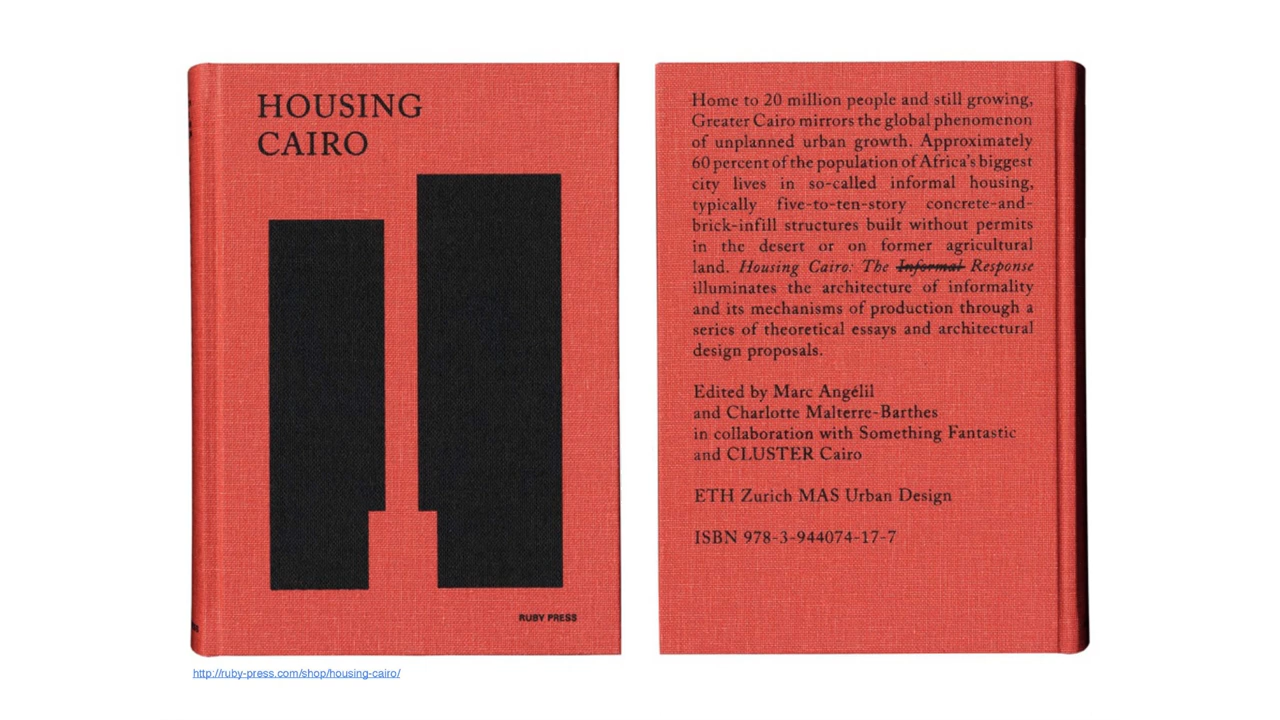 HOUSING
CAIRO
RUBY PRESS
Home to 20 million people and still growing,
Greater Cairo mirrors the global phenomenon
of unplanned urban growth. Approximately
60 percent of the population of Africa's biggest
city lives in so-called informal housing,
typically five-to-ten-story concrete-and-
brick-infill structures built without permits
in the desert or on former agricultural
land. Housing Cairo: The Informal Response
illuminates the architecture of informality
and its mechanisms of production through a
series of theoretical essays and architectural
design proposals.
Edited by Marc Angélil
and Charlotte Malterre-Barthes
in collaboration with Something Fantastic
and CLUSTER Cairo
ETH Zurich MAS Urban Design
ISBN 978-3-944074-17-7
http://ruby-press.com/shop/housing-cairo/